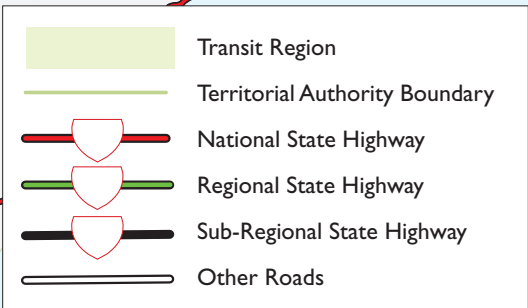 Transit Region
Territorial Authority Boundary
National State Highway
Regional State Highway
Sub-Regional State Highway
Other Roads